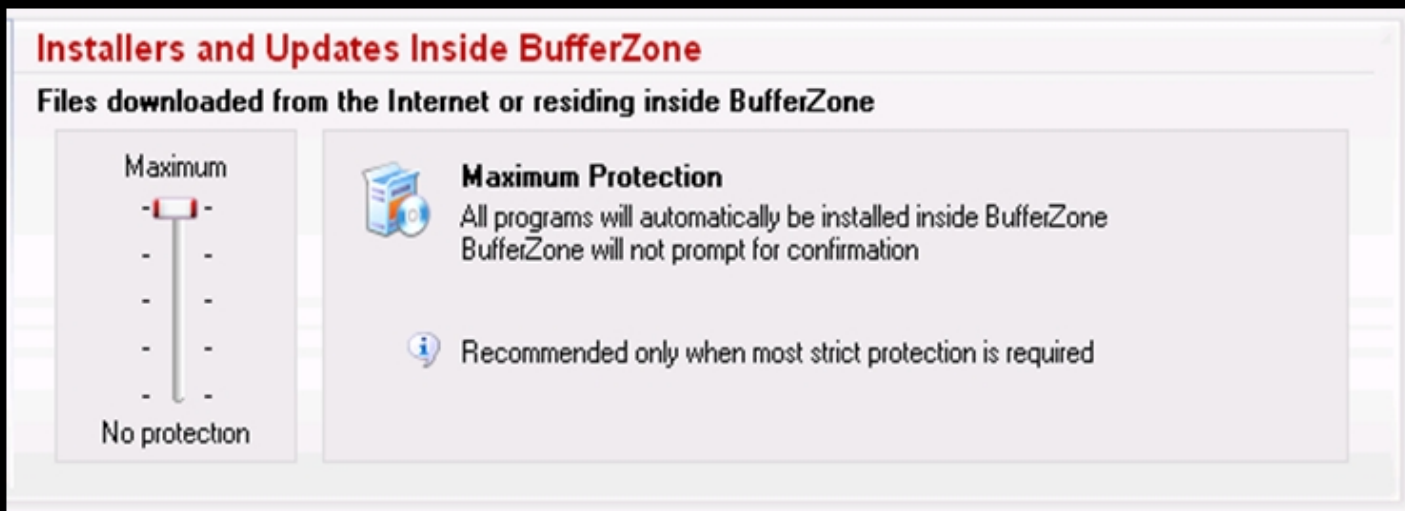 Installers and Updates Inside BufferZone
Files downloaded from the Internet or residing inside BufferZone
Maximum
No protection
Maximum Protection
All programs will automatically be installed inside BufferZone
BufferZone will not prompt for confirmation
Recommended only when most strict protection is required